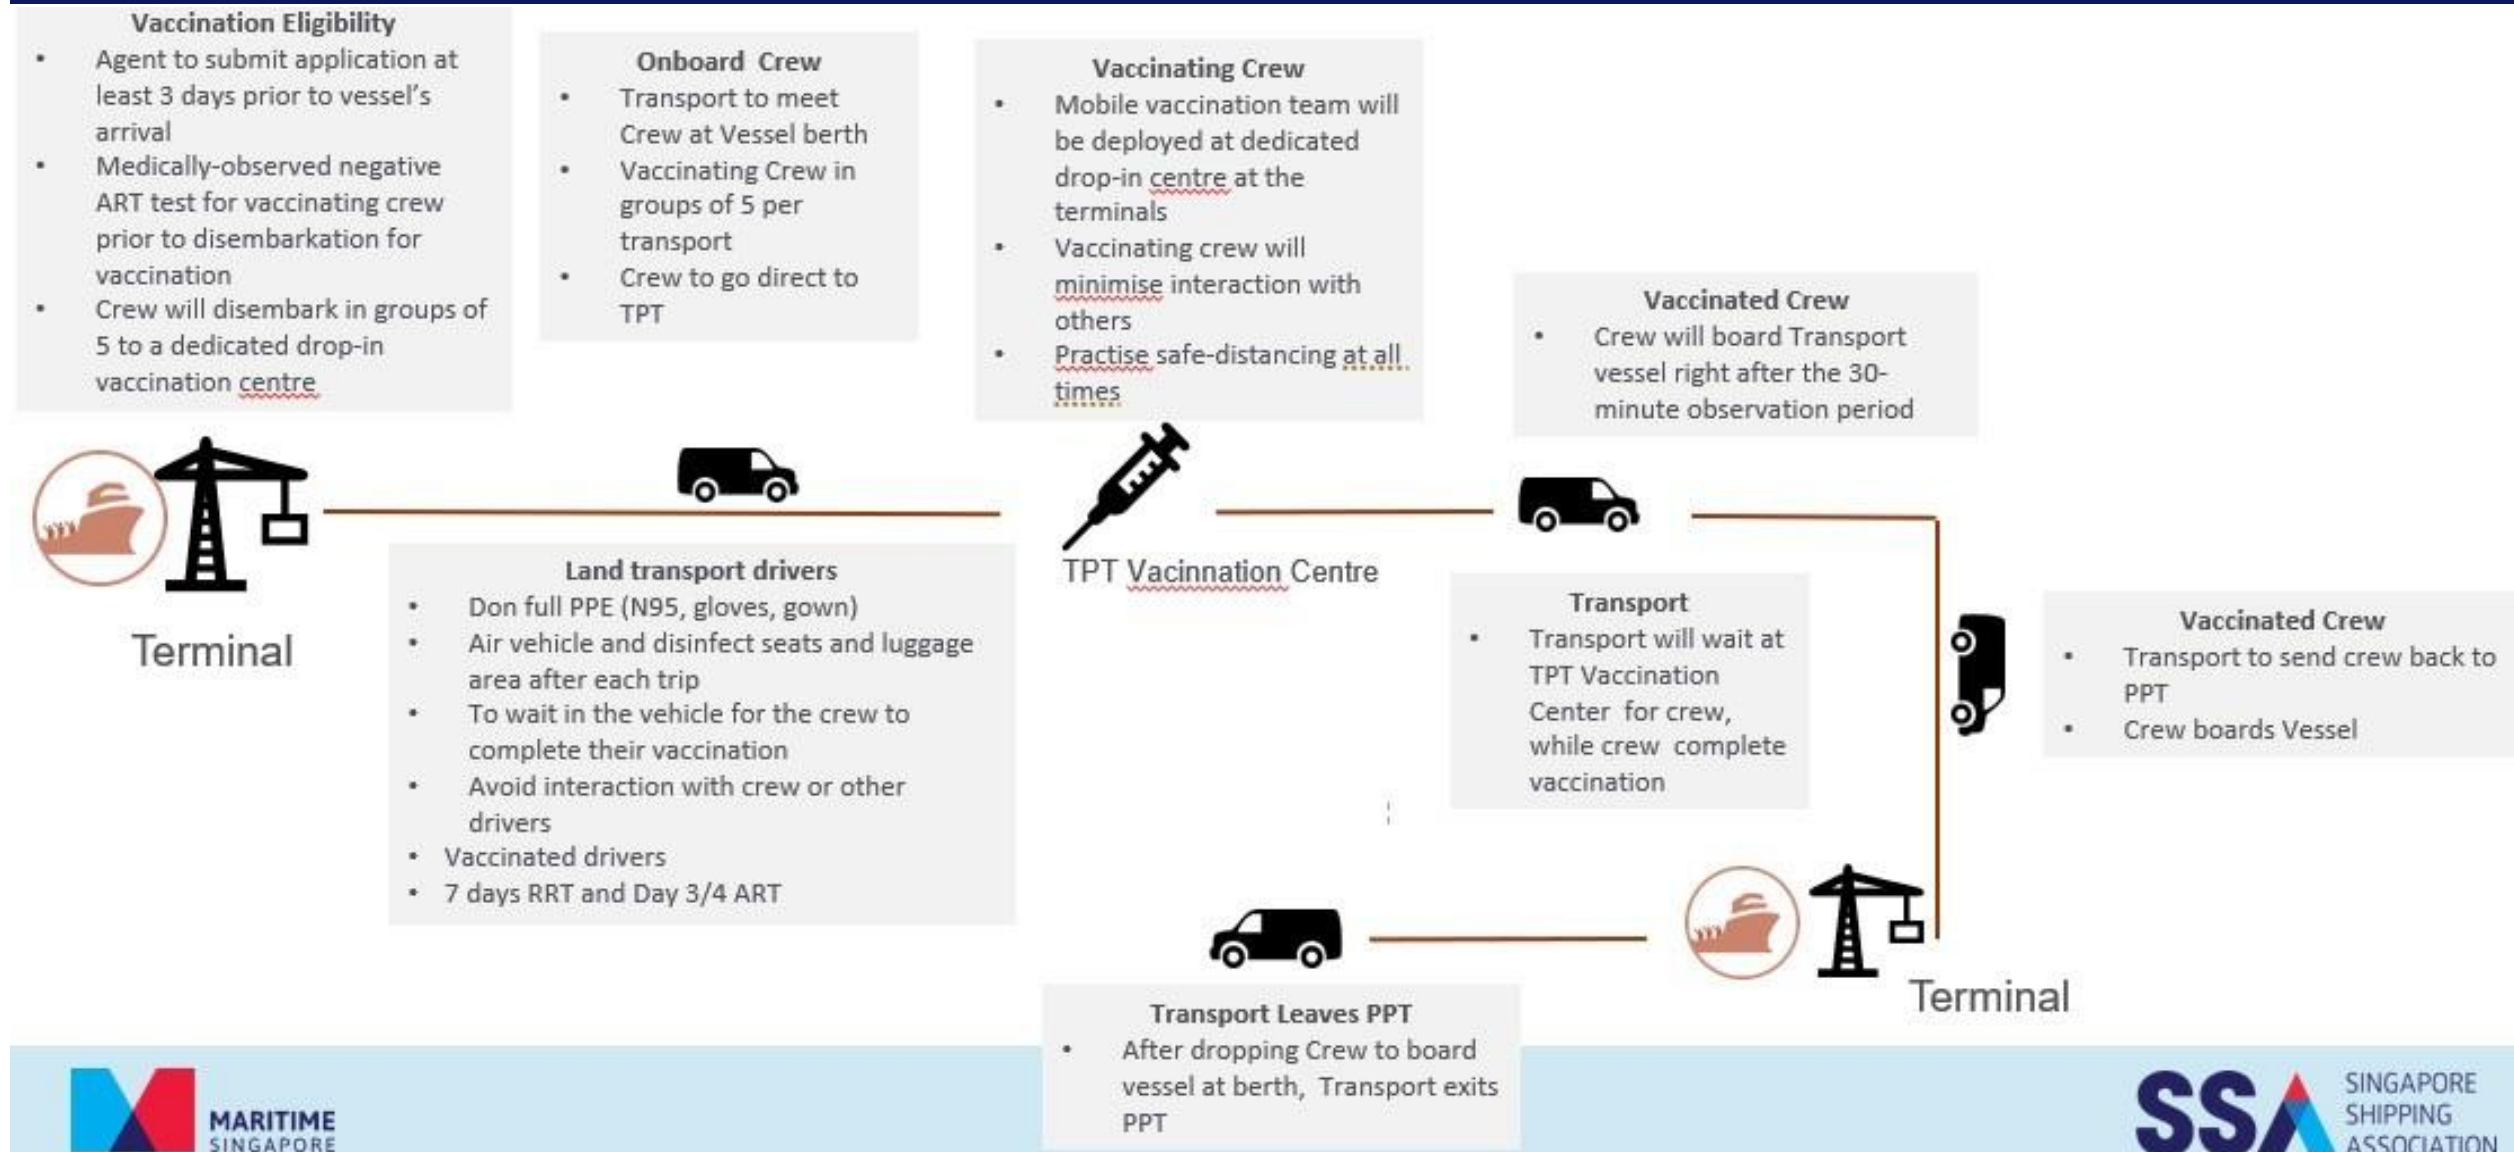 Vaccination Eligibility
• Agent to submit application at
least 3 days prior to vessel's
arrival
• Medically-observed negative
ART test for vaccinating crew
prior to disembarkation for
vaccination
• Crew will disembark in groups of
5 to a dedicated drop-in
vaccination centre
Onboard Crew
• Transport to meet
Crew at Vessel berth
• Vaccinating Crew in
groups of 5 per
transport
• Crew to go direct to
TPT
Vaccinating Crew
• Mobile vaccination team will
be deployed at dedicated
drop-in centre at the
terminals
• Vaccinating crew will
minimise interaction with
others
• Practise safe-distancing at all
times
Vaccinated Crew
• Crew will board Transport
vessel right after the 30-
minute observation period
Terminal
Land transport drivers
• Don full PPE (N95, gloves, gown)
• Air vehicle and disinfect seats and luggage
area after each trip
• To wait in the vehicle for the crew to
complete their vaccination
• Avoid interaction with crew or other
drivers
• Vaccinated drivers
• 7 days RRT and Day 3/4 ART
TPT Vacinnation Centre
Transport
• Transport will wait at
TPT Vaccination
Center for crew,
while crew complete
vaccination
Vaccinated Crew
• Transport to send crew back to
PPT
• Crew boards Vessel
Terminal
Transport Leaves PPT
• After dropping Crew to board
vessel at berth, Transport exits
PPT
MARITIME
SINGAPORE
SSA
SINGAPORE
SHIPPING
ASSOCIATION